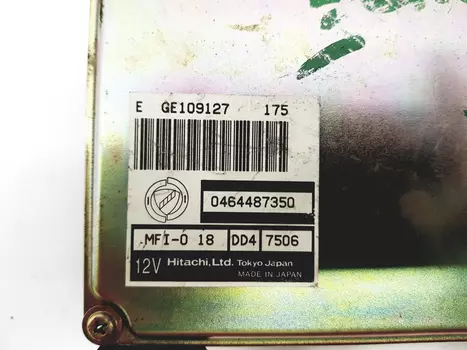 E GE109127 175
0464487350
MFI-0 18 DD4 7506
12V Hitachi, Ltd. Tokyo Japan
MADE IN JAPAN